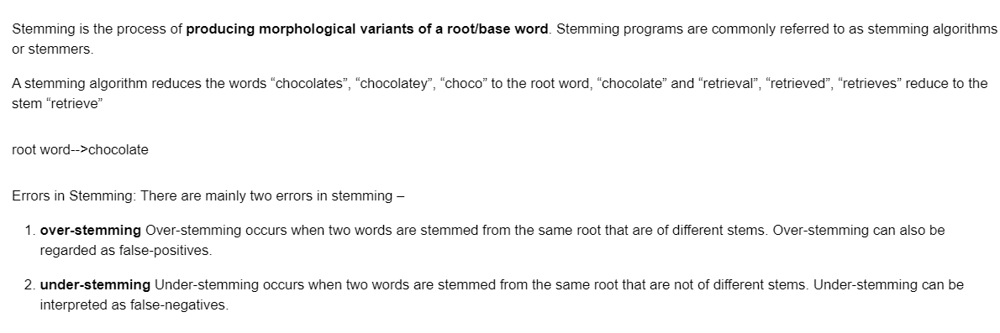 Stemming is the process of producing morphological variants of a root/base word. Stemming programs are commonly referred to as stemming algorithms
or stemmers.
A stemming algorithm reduces the words “chocolates”, “chocolatey”, “choco” to the root word, “chocolate” and “retrieval”, “retrieved”, “retrieves” reduce to the
stem “retrieve”
root word-->chocolate
Errors in Stemming: There are mainly two errors in stemming –
1. over-stemming Over-stemming occurs when two words are stemmed from the same root that are of different stems. Over-stemming can also be
regarded as false-positives.
2. under-stemming Under-stemming occurs when two words are stemmed from the same root that are not of different stems. Under-stemming can be
interpreted as false-negatives.